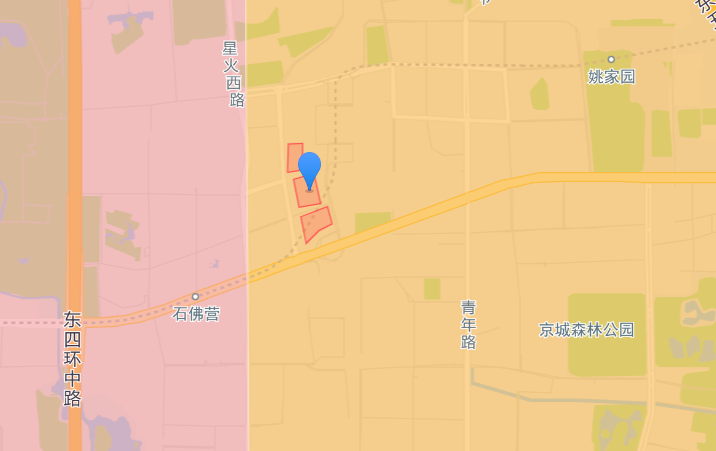 星火西路
姚家园
石佛营
东四环中路
青年路
京城森林公园